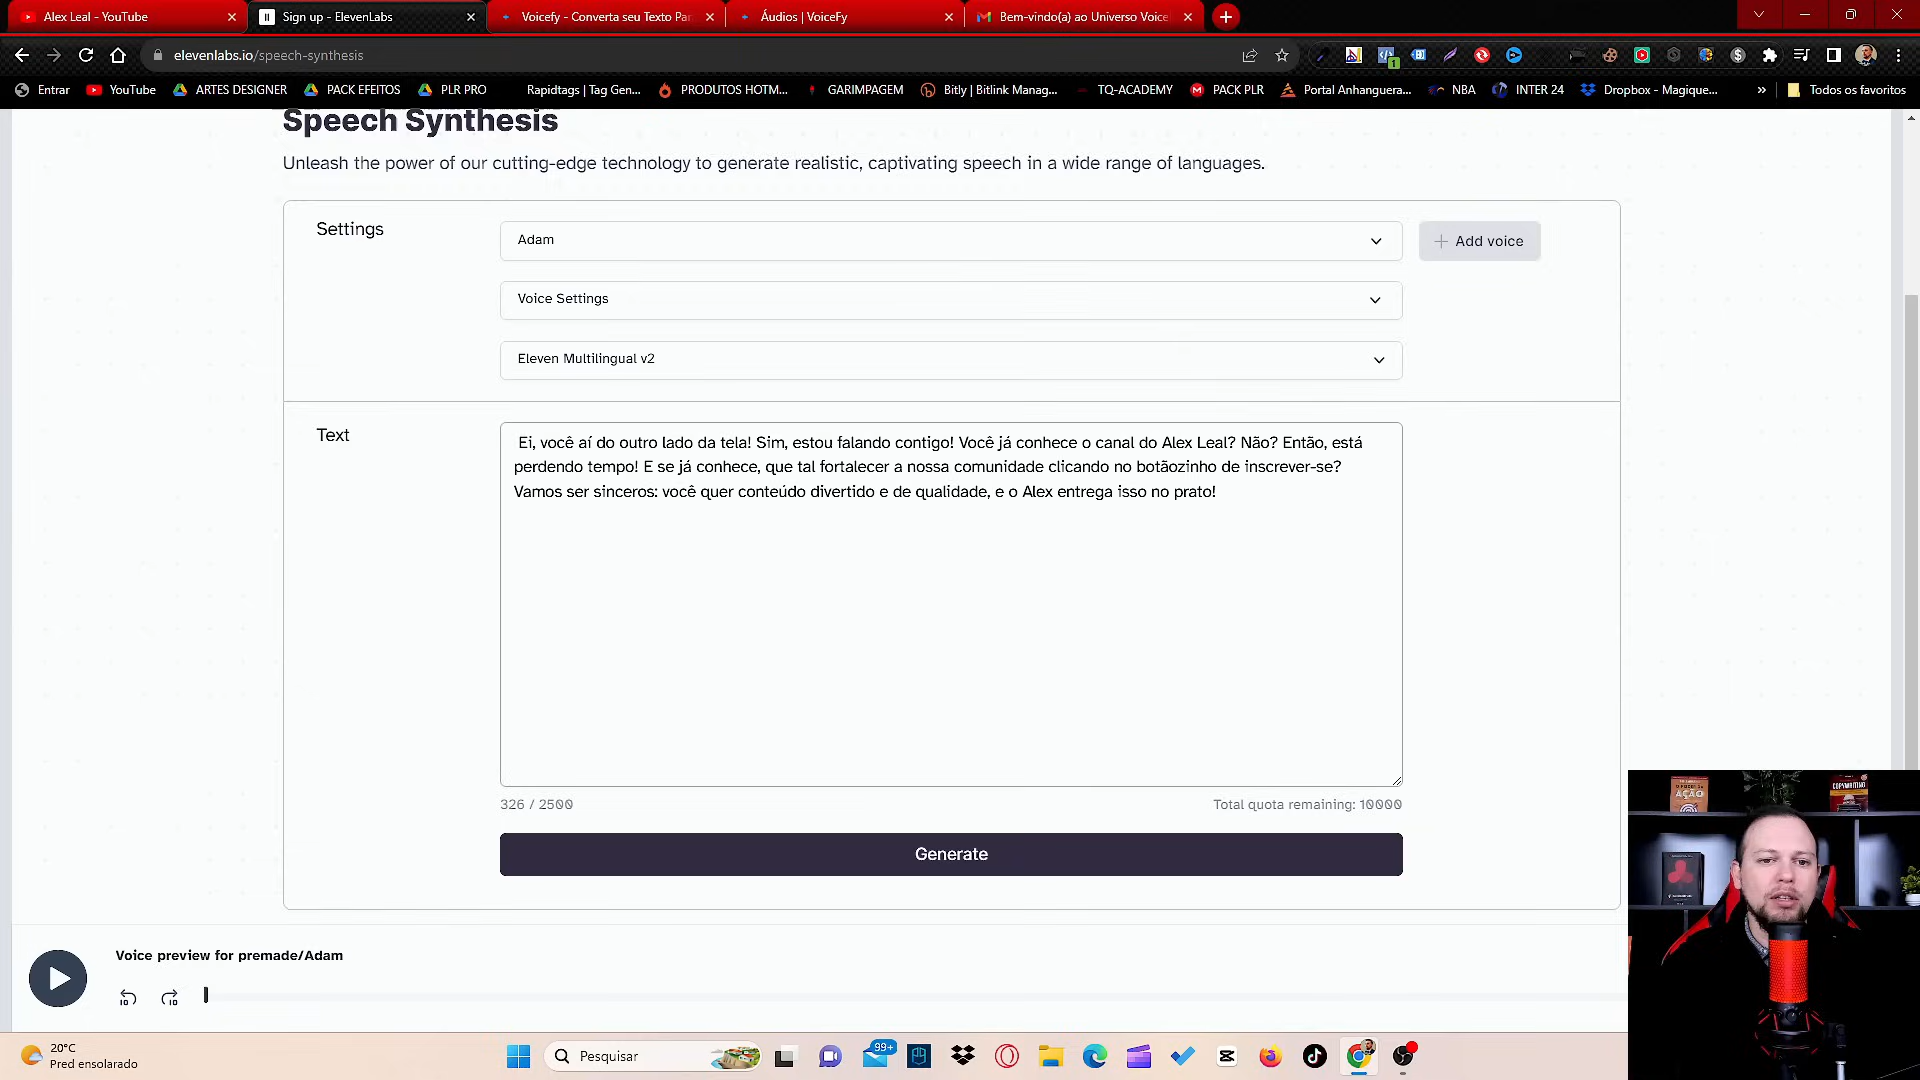 Alex Leal - YouTube
Sign up - ElevenLabs
Voicefy - Converta seu Texto Par
Áudios | VoiceFy
Bem-vindo(a) ao Universo Voice
elevenlabs.io/speech-synthesis
Entrar
YouTube
ARTES DESIGNER
PACK EFEITOS
PLR PRO
Rapidtags | Tag Gen...
PRODUTOS HOTM...
GARIMPAGEM
Bitly | Bitlink Manag...
TQ-ACADEMY
PACK PLR
Portal Anhanguera...
NBA
INTER 24
Dropbox - Magique...
»
Todos os favoritos
Speech Synthesis
Unleash the power of our cutting-edge technology to generate realistic, captivating speech in a wide range of languages.
Settings
Adam
+ Add voice
Voice Settings
Eleven Multilingual v2
Text
Ei, você aí do outro lado da tela! Sim, estou falando contigo! Você já conhece o canal do Alex Leal? Não? Então, está
perdendo tempo! E se já conhece, que tal fortalecer a nossa comunidade clicando no botãozinho de inscrever-se?
Vamos ser sinceros: você quer conteúdo divertido e de qualidade, e o Alex entrega isso no prato!
326 / 2500
Total quota remaining: 10000
Generate
Voice preview for premade/Adam
10
10
AÇÃO
COPYWRITING
20°C
Pred ensolarado
Pesquisar
99+